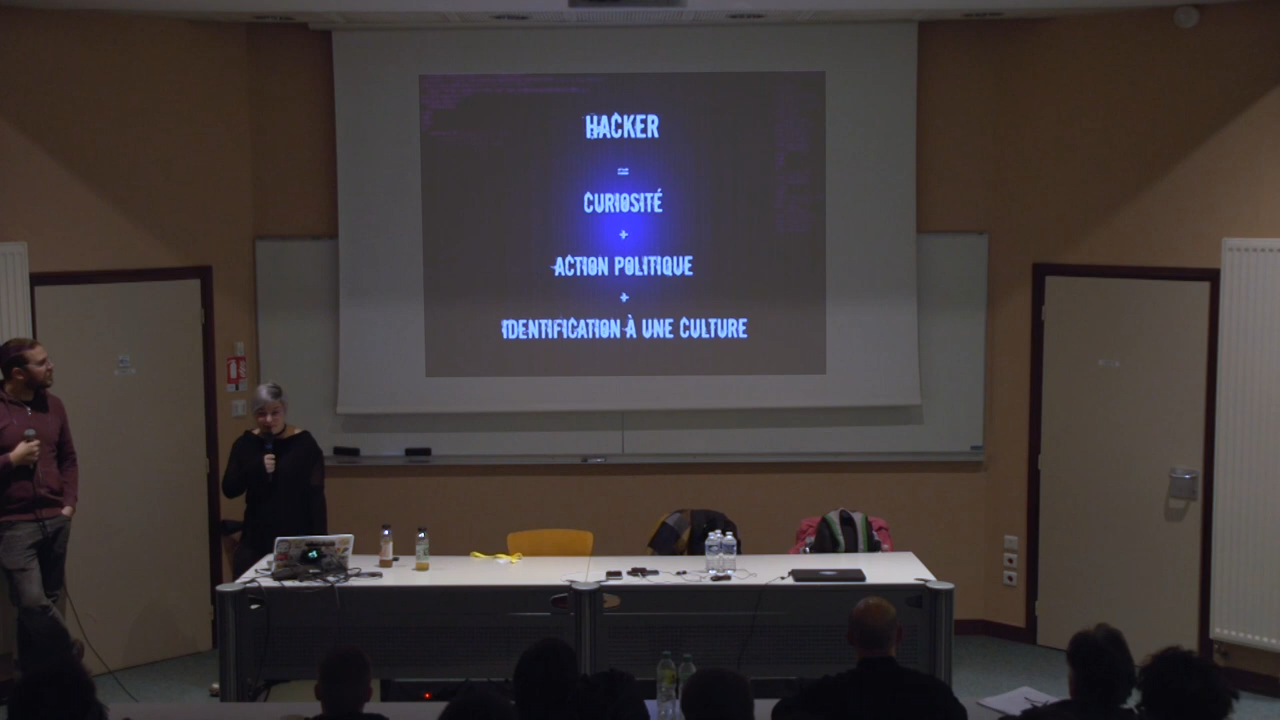 HACKER
=
CURIOSITÉ
+
ACTION POLITIQUE
+
IDENTIFICATION À UNE CULTURE